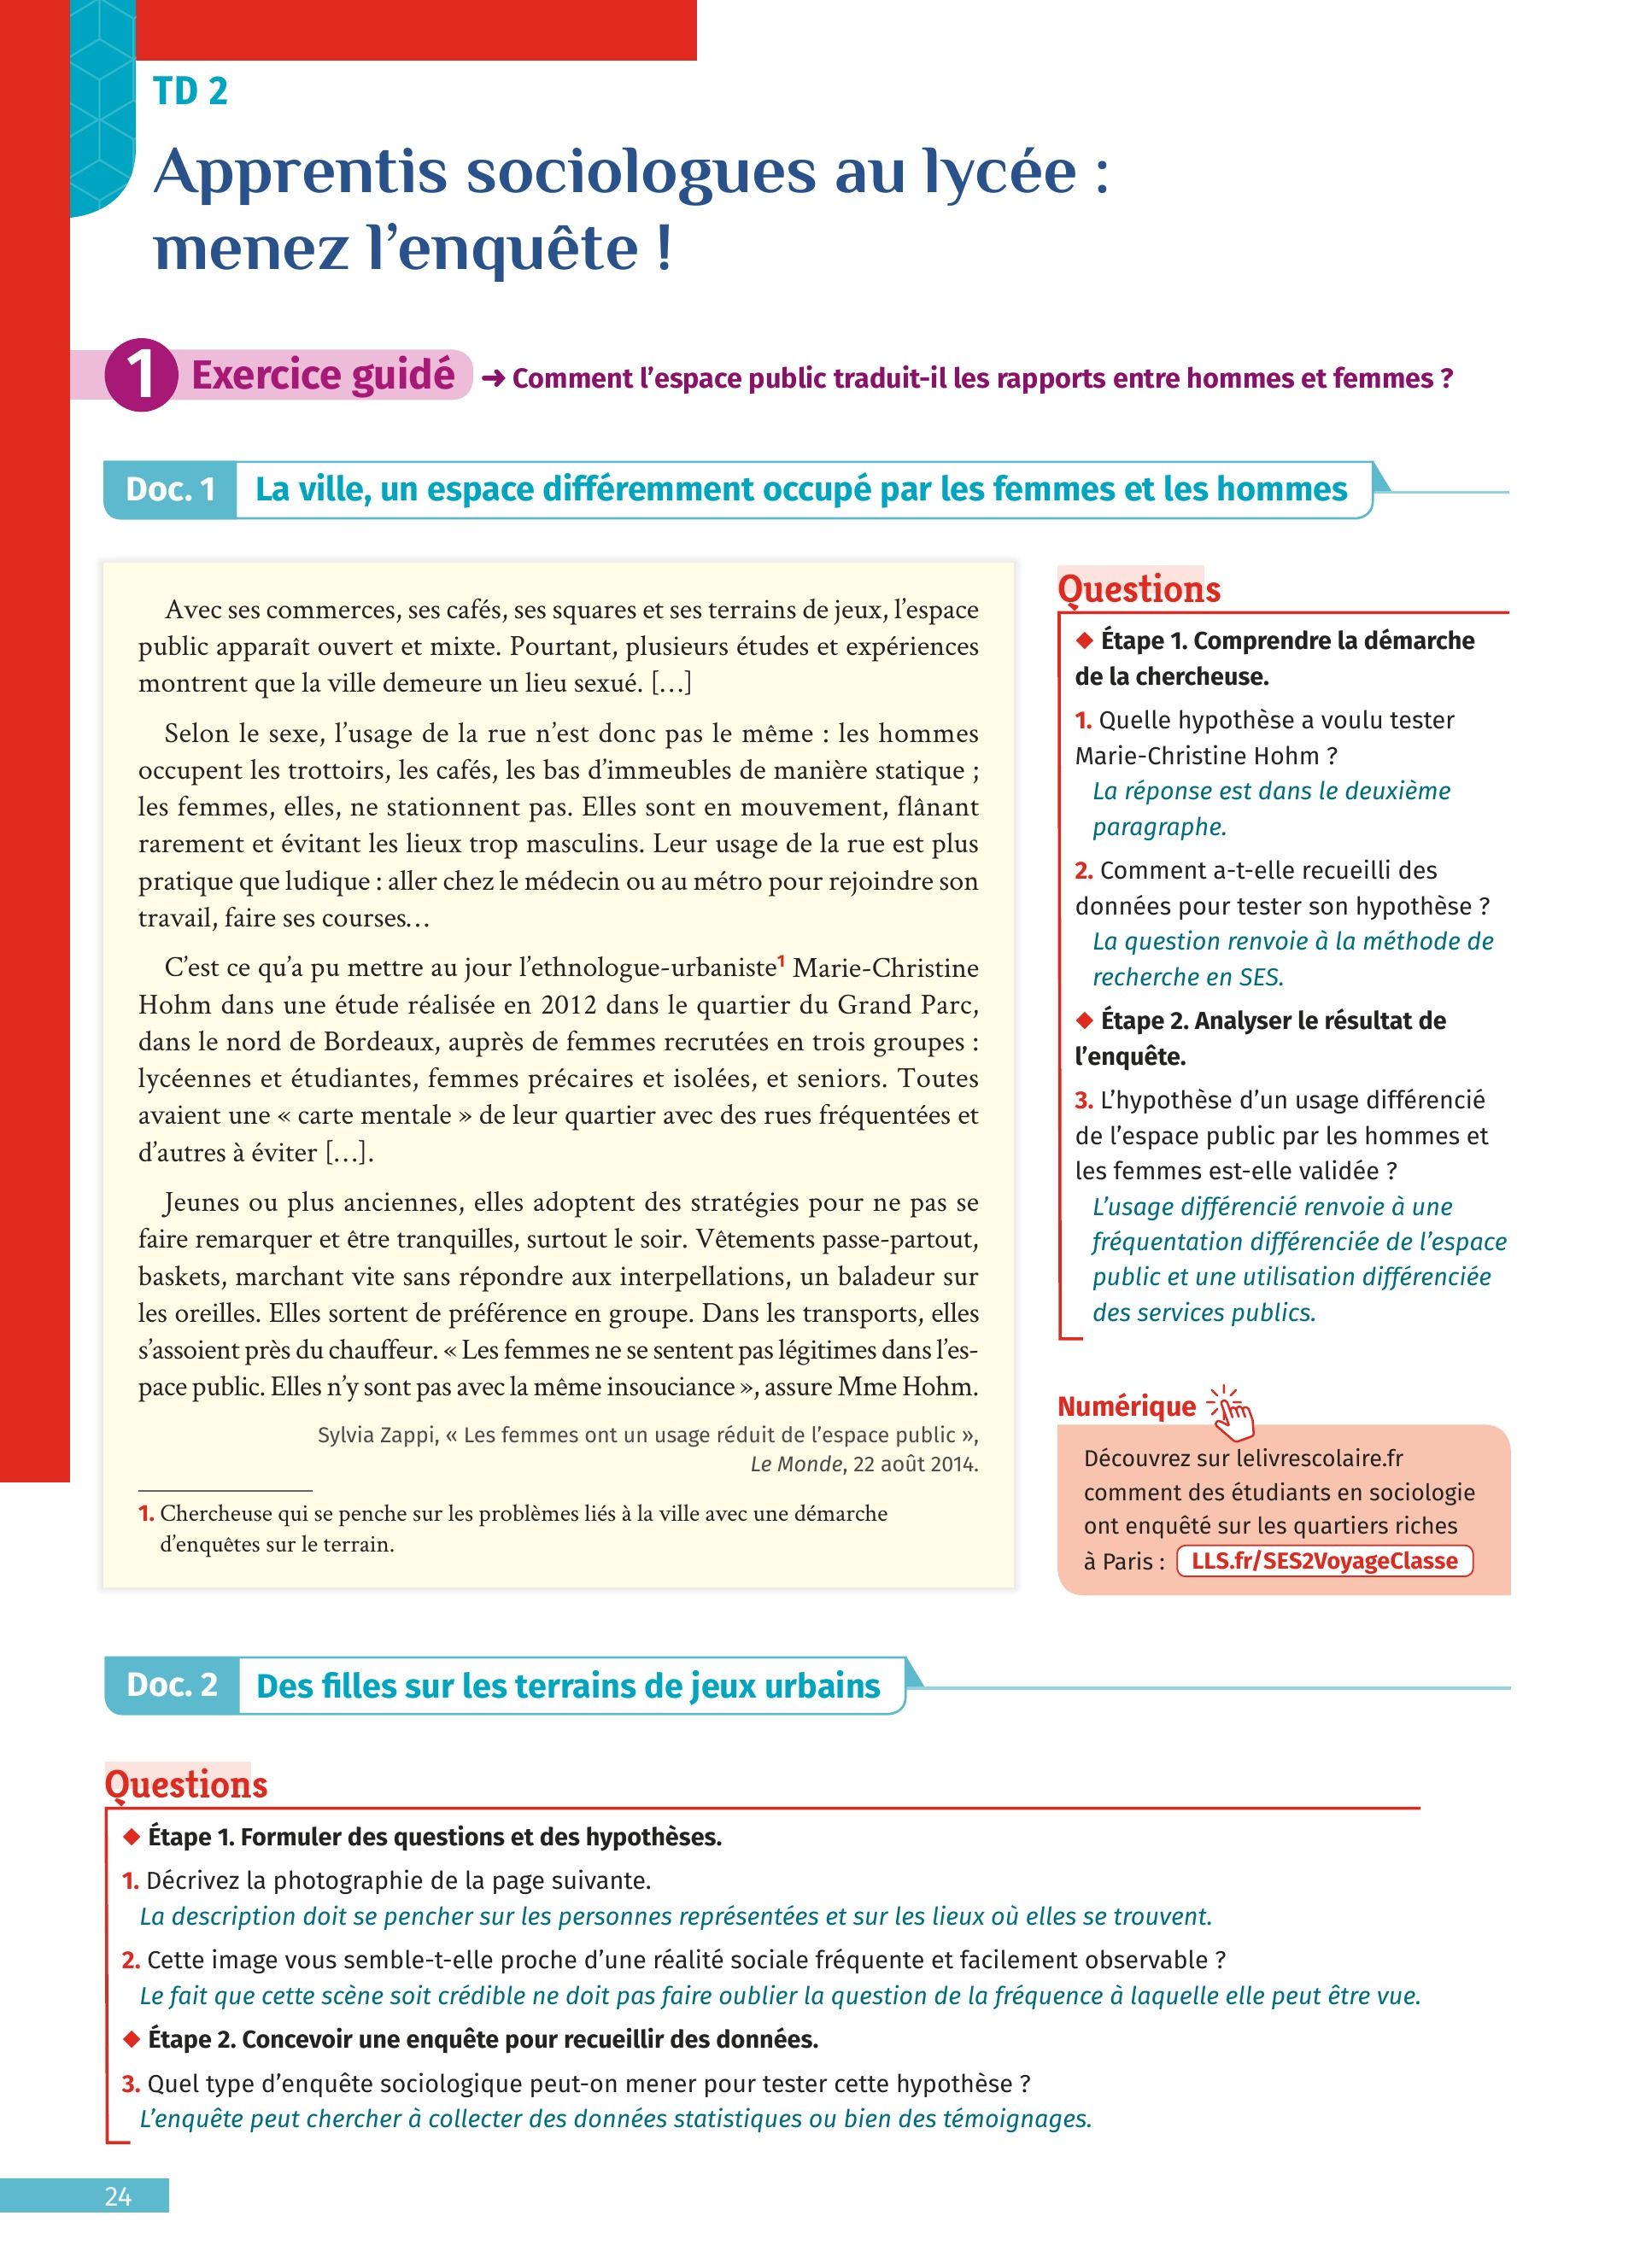 TD 2
Apprentis sociologues au lycée :
menez l’enquête !
1 Exercice guidé → Comment l’espace public traduit-il les rapports entre hommes et femmes ?
Doc. 1 La ville, un espace différemment occupé par les femmes et les hommes
Avec ses commerces, ses cafés, ses squares et ses terrains de jeux, l’espace
public apparaît ouvert et mixte. Pourtant, plusieurs études et expériences
montrent que la ville demeure un lieu sexué. […]
Selon le sexe, l’usage de la rue n’est donc pas le même : les hommes
occupent les trottoirs, les cafés, les bas d’immeubles de manière statique ;
les femmes, elles, ne stationnent pas. Elles sont en mouvement, flânant
rarement et évitant les lieux trop masculins. Leur usage de la rue est plus
pratique que ludique : aller chez le médecin ou au métro pour rejoindre son
travail, faire ses courses…
C’est ce qu’a pu mettre au jour l’ethnologue-urbaniste¹ Marie-Christine
Hohm dans une étude réalisée en 2012 dans le quartier du Grand Parc,
dans le nord de Bordeaux, auprès de femmes recrutées en trois groupes :
lycéennes et étudiantes, femmes précaires et isolées, et seniors. Toutes
avaient une « carte mentale » de leur quartier avec des rues fréquentées et
d’autres à éviter […].
Jeunes ou plus anciennes, elles adoptent des stratégies pour ne pas se
faire remarquer et être tranquilles, surtout le soir. Vêtements passe-partout,
baskets, marchant vite sans répondre aux interpellations, un baladeur sur
les oreilles. Elles sortent de préférence en groupe. Dans les transports, elles
s’assoient près du chauffeur. « Les femmes ne se sentent pas légitimes dans l’es-
pace public. Elles n’y sont pas avec la même insouciance », assure Mme Hohm.
Sylvia Zappi, « Les femmes ont un usage réduit de l’espace public »,
Le Monde, 22 août 2014.
1. Chercheuse qui se penche sur les problèmes liés à la ville avec une démarche
d’enquêtes sur le terrain.
Questions
◆ Étape 1. Comprendre la démarche
de la chercheuse.
1. Quelle hypothèse a voulu tester
Marie-Christine Hohm ?
La réponse est dans le deuxième
paragraphe.
2. Comment a-t-elle recueilli des
données pour tester son hypothèse ?
La question renvoie à la méthode de
recherche en SES.
◆ Étape 2. Analyser le résultat de
l’enquête.
3. L’hypothèse d’un usage différencié
de l’espace public par les hommes et
les femmes est-elle validée ?
L’usage différencié renvoie à une
fréquentation différenciée de l’espace
public et une utilisation différenciée
des services publics.
Numérique
Découvrez sur lelivrescolaire.fr
comment des étudiants en sociologie
ont enquêté sur les quartiers riches
à Paris : LLS.fr/SES2VoyageClasse
Doc. 2 Des filles sur les terrains de jeux urbains
Questions
◆ Étape 1. Formuler des questions et des hypothèses.
1. Décrivez la photographie de la page suivante.
La description doit se pencher sur les personnes représentées et sur les lieux où elles se trouvent.
2. Cette image vous semble-t-elle proche d’une réalité sociale fréquente et facilement observable ?
Le fait que cette scène soit crédible ne doit pas faire oublier la question de la fréquence à laquelle elle peut être vue.
◆ Étape 2. Concevoir une enquête pour recueillir des données.
3. Quel type d’enquête sociologique peut-on mener pour tester cette hypothèse ?
L’enquête peut chercher à collecter des données statistiques ou bien des témoignages.
24